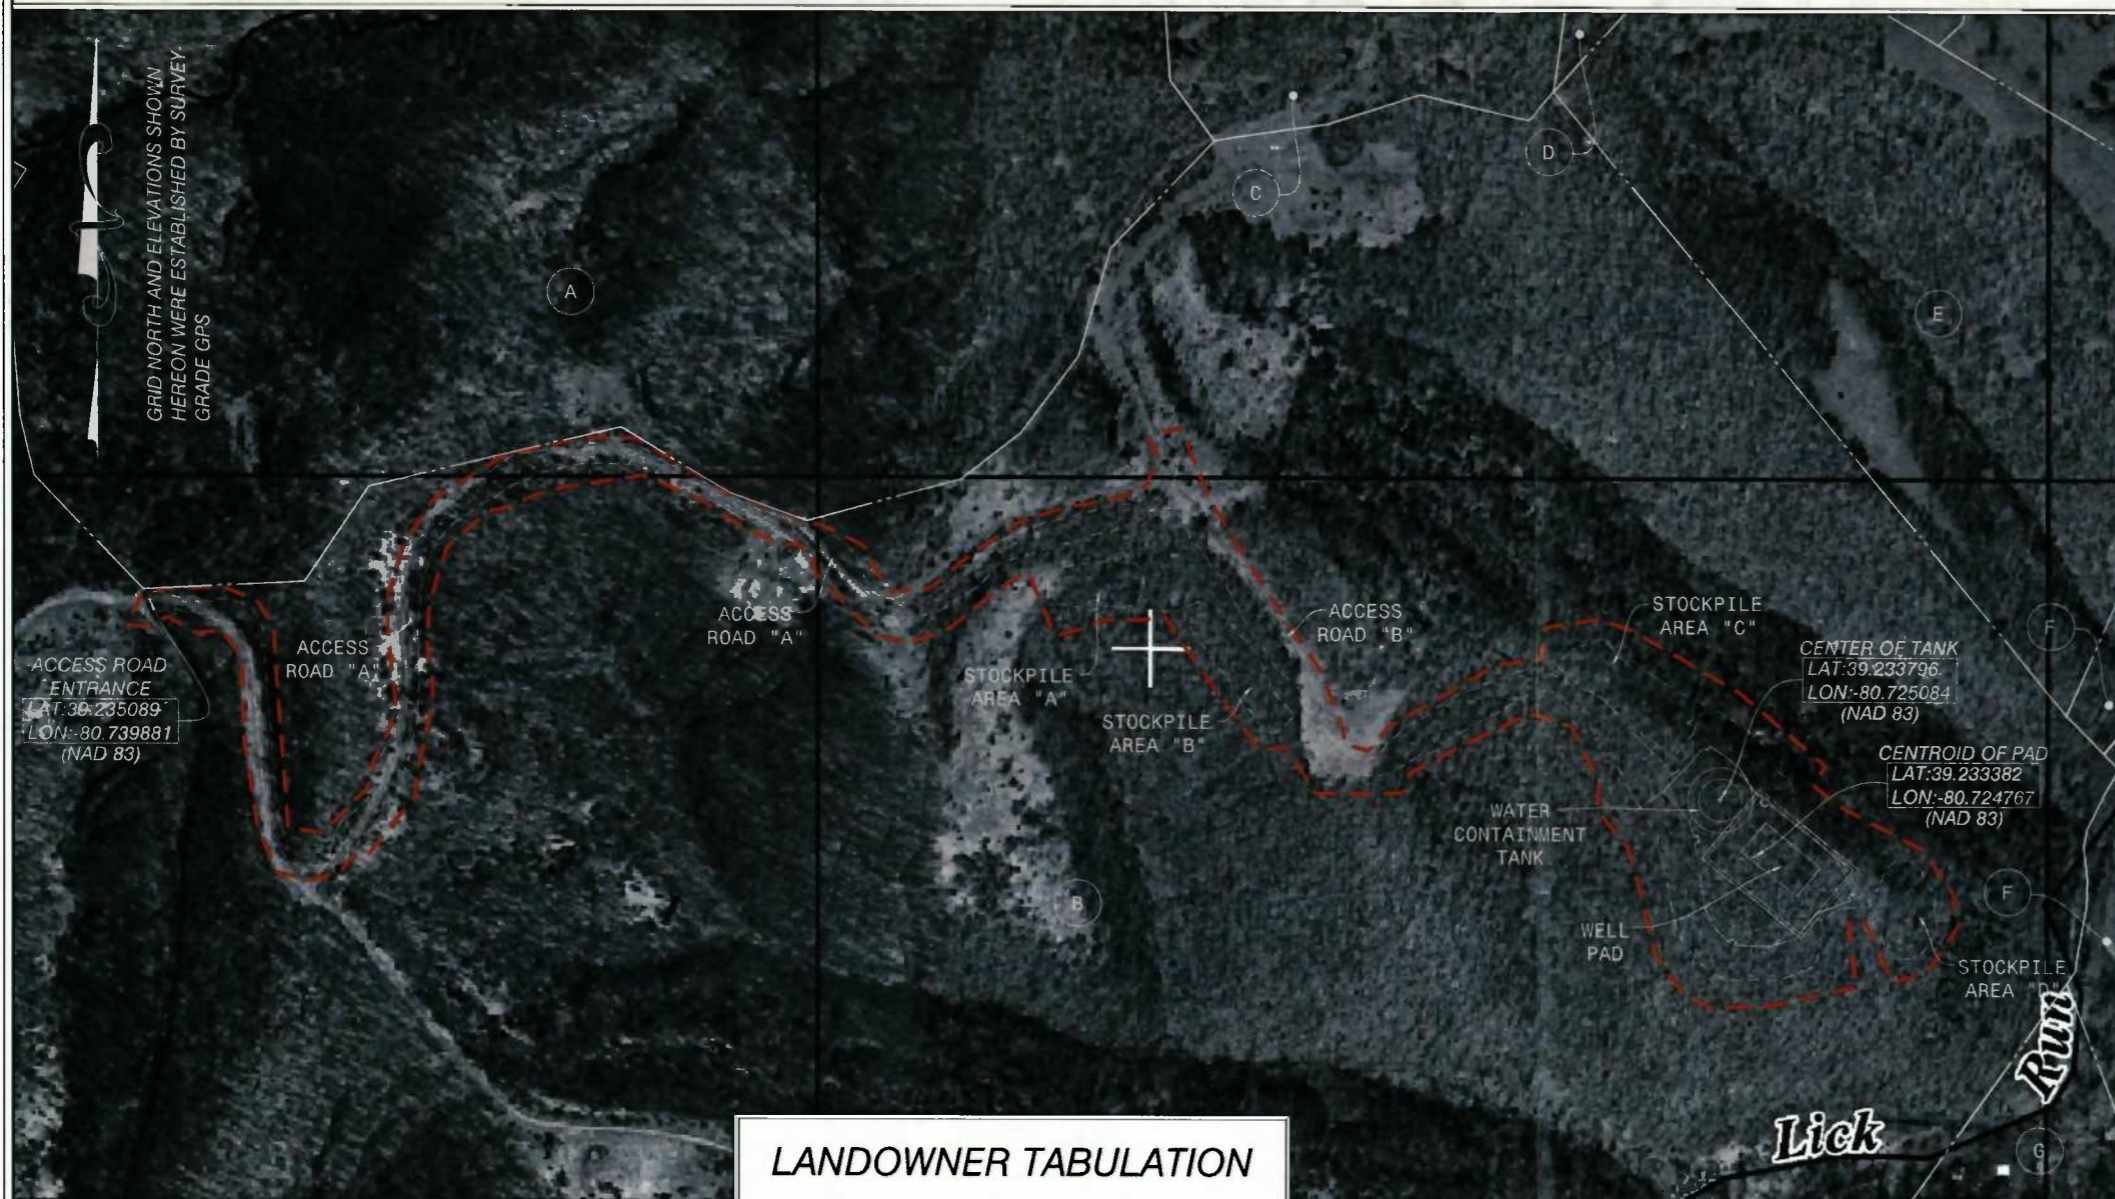 GRID NORTH AND ELEVATIONS SHOWN
HEREON WERE ESTABLISHED BY SURVEY-
GRADE GPS
A
C
D
E
F
ACCESS
ROAD "A"
ACCESS
ROAD "A"
ACCESS
ROAD "B"
STOCKPILE
AREA "C"
ACCESS ROAD
ENTRANCE
LAT:39.235089
LON:-80.739881
(NAD 83)
STOCKPILE
AREA "A"
STOCKPILE
AREA "B"
CENTER OF TANK
LAT:39.233796
LON:-80.725084
(NAD 83)
CENTROID OF PAD
LAT:39.233382
LON:-80.724767
(NAD 83)
WATER
CONTAINMENT
TANK
B
F
WELL
PAD
STOCKPILE
AREA "D"
Lick Run
G
LANDOWNER TABULATION